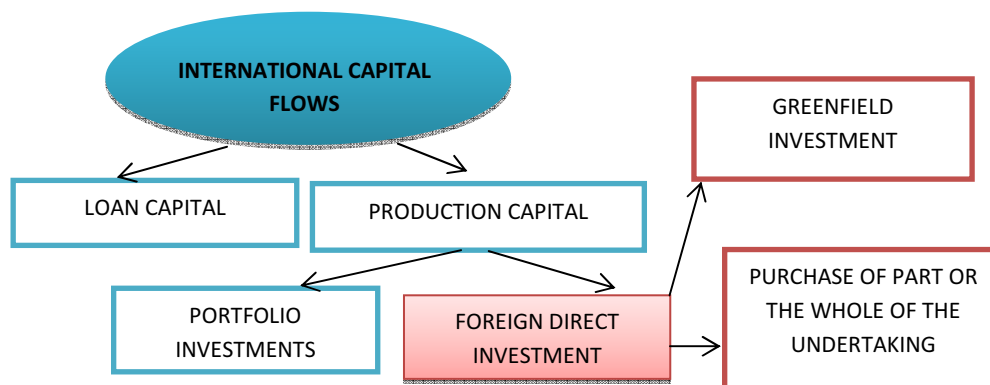 INTERNATIONAL CAPITAL
FLOWS
GREENFIELD
INVESTMENT
LOAN CAPITAL
PRODUCTION CAPITAL
PORTFOLIO
INVESTMENTS
FOREIGN DIRECT
INVESTMENT
PURCHASE OF PART OR
THE WHOLE OF THE
UNDERTAKING